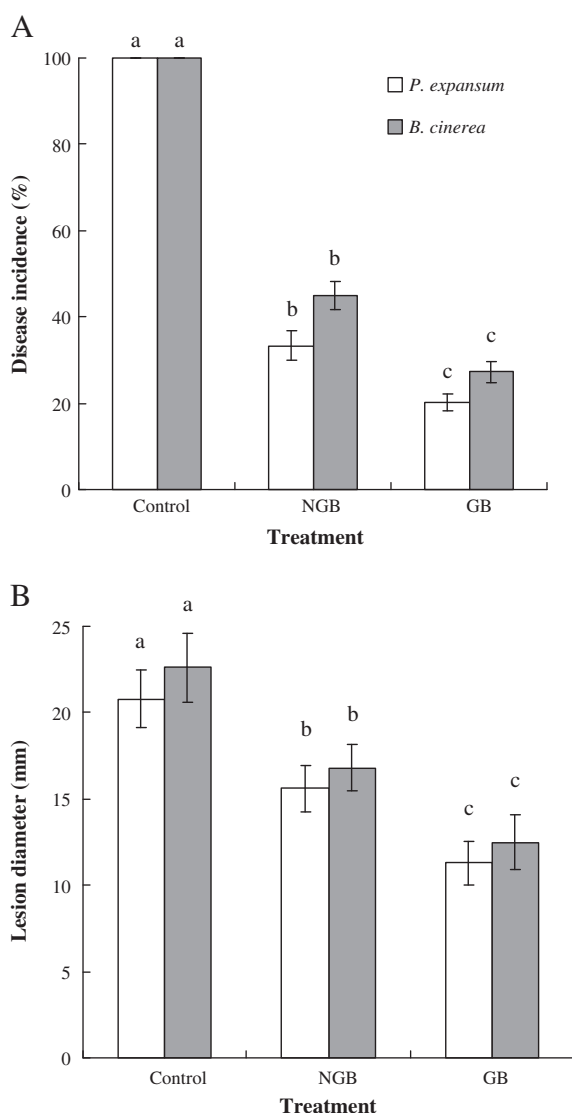 A
a a
100
P. expansum
B. cinerea
80
60
b
b
40
c
c
20
0
Disease incidence (%)
Control NGB GB
Treatment
B
a
a
25
20
b b
15
c c
10
5
0
Lesion diameter (mm)
Control NGB GB
Treatment